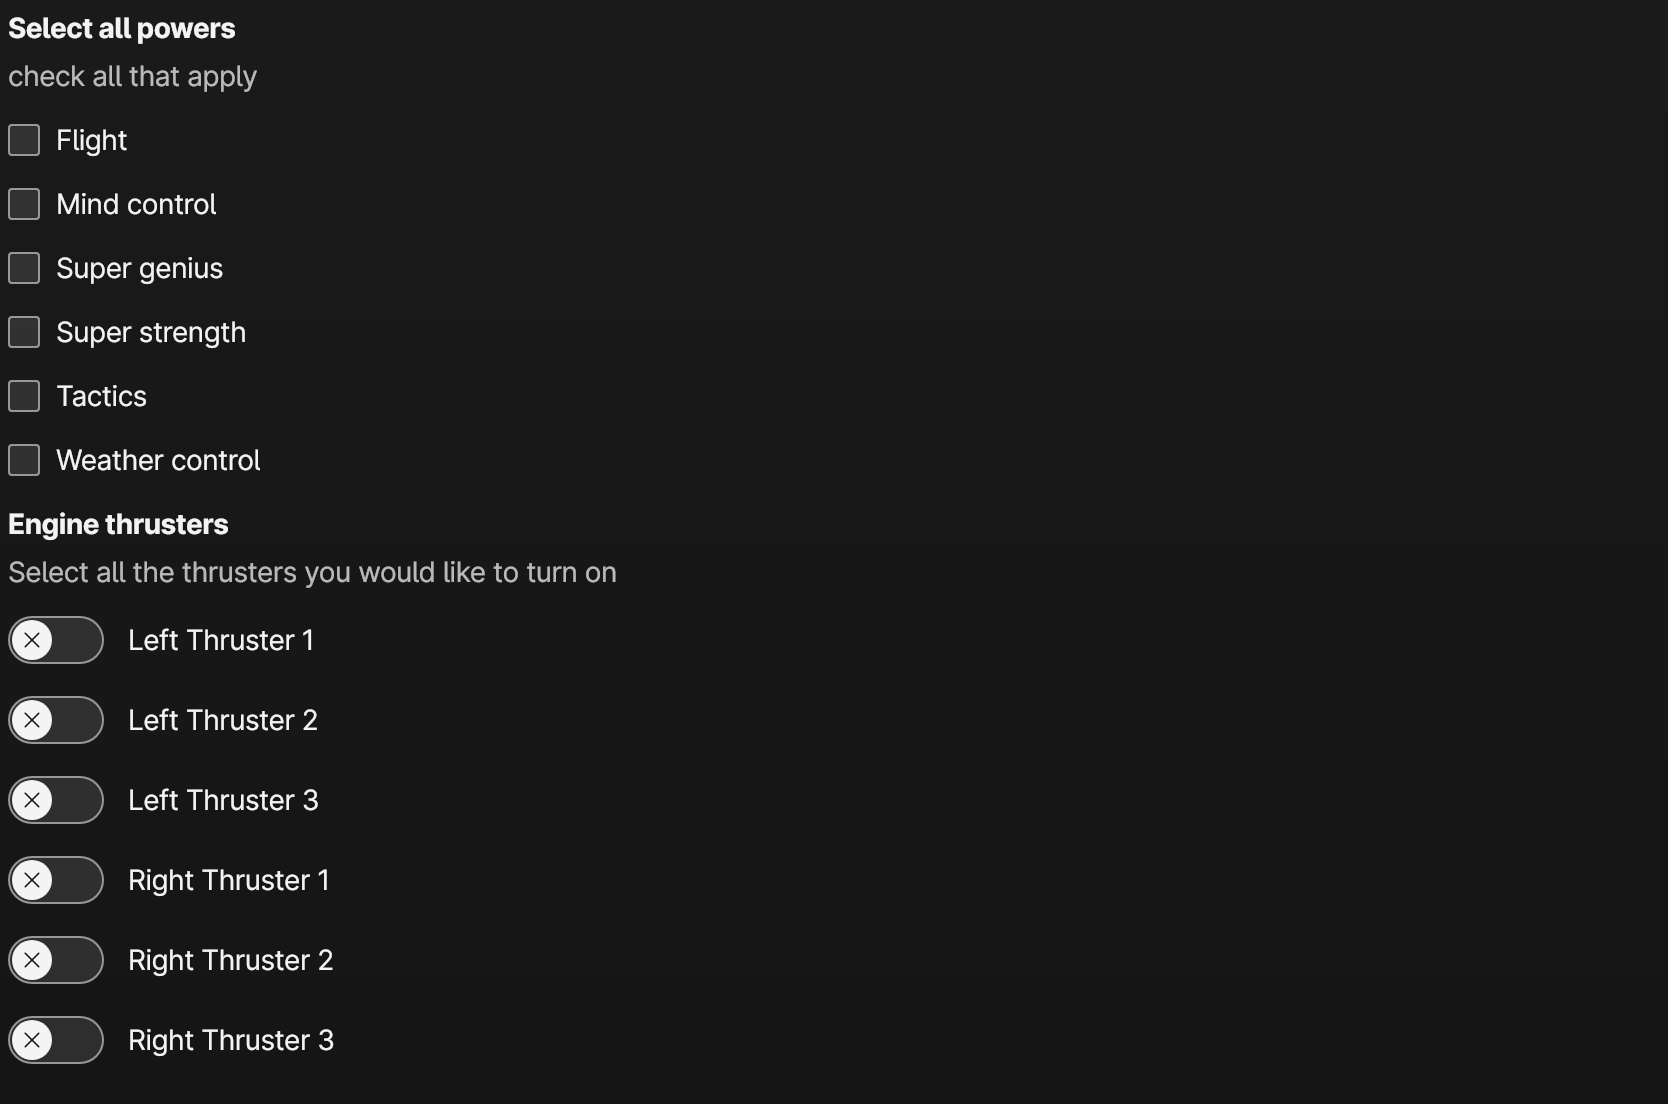 Select all powers
check all that apply
Flight
Mind control
Super genius
Super strength
Tactics
Weather control
Engine thrusters
Select all the thrusters you would like to turn on
Left Thruster 1
Left Thruster 2
Left Thruster 3
Right Thruster 1
Right Thruster 2
Right Thruster 3